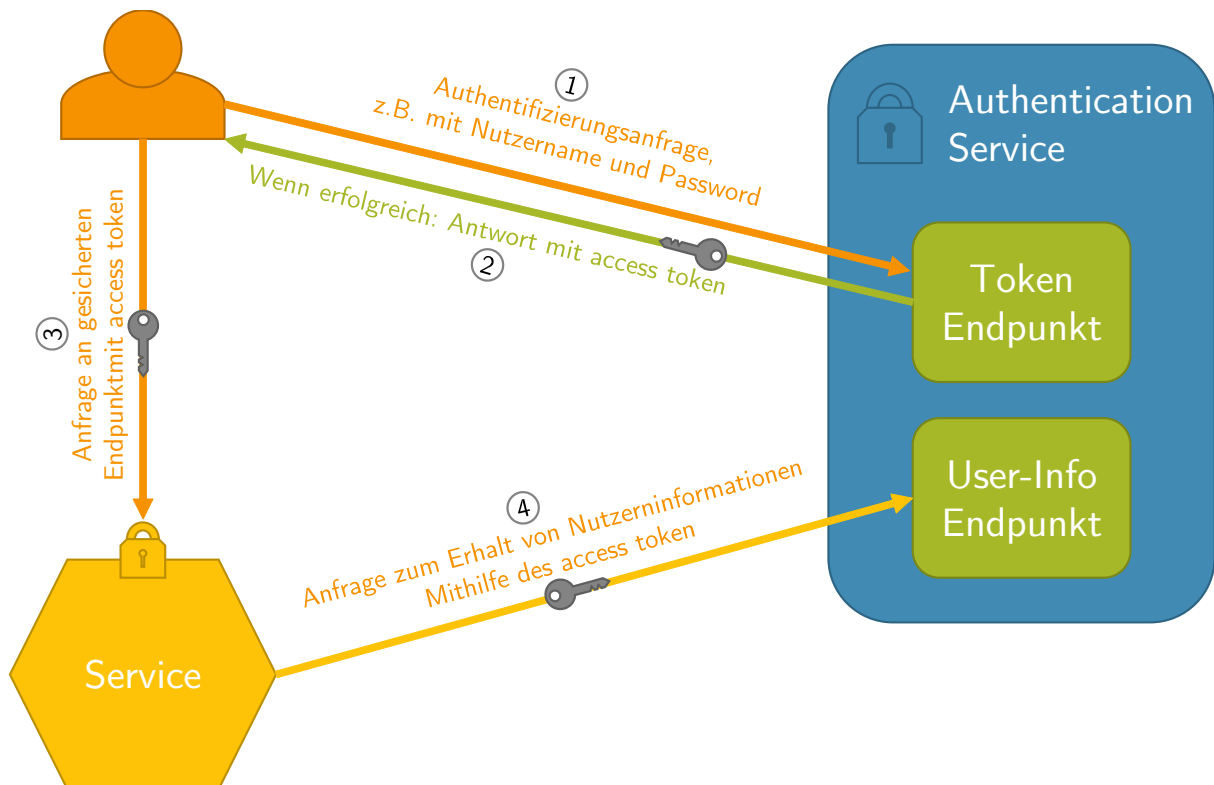 1
Authentifizierungsanfrage,
z.B. mit Nutzername und Password
Wenn erfolgreich: Antwort mit access token
2
Authentication
Service
Token
Endpunkt
User-Info
Endpunkt
3
Anfrage an gesicherten
Endpunktmit access token
4
Anfrage zum Erhalt von Nutzerninformationen
Mithilfe des access token
Service